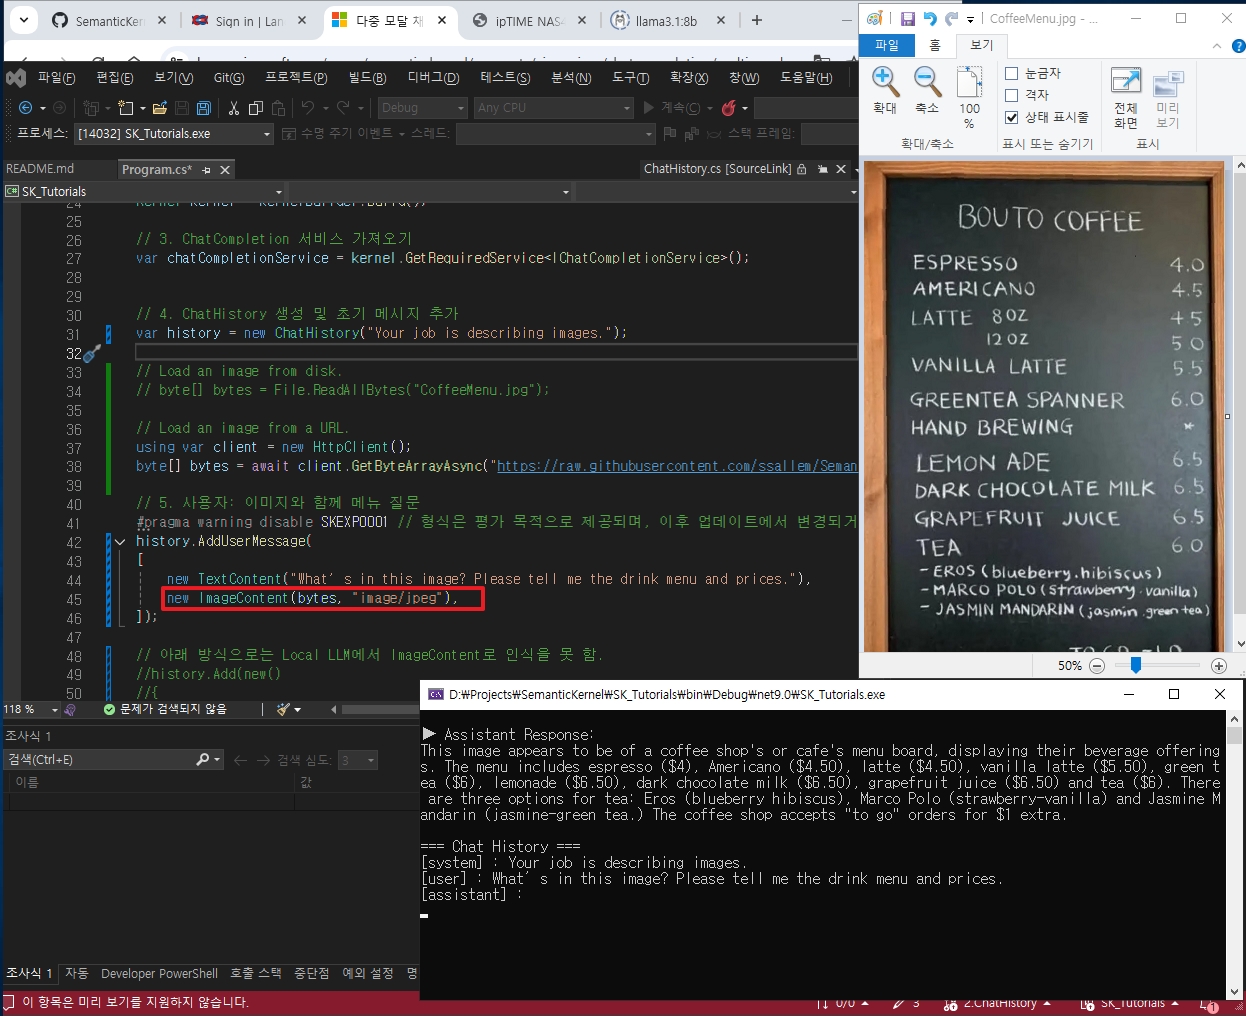 SemanticKer
Sign in | Lan
다중 모달 채
ipTIME NAS
llama3.1:8b
파일(F) 편집(E) 보기(V) Git(G) 프로젝트(P) 빌드(B) 디버그(D) 테스트(S) 분석(N) 도구(T) 확장(X) 창(W) 도움말(H)
Debug Any CPU 계속(C)
프로세스: [14032] SK_Tutorials.exe 수명 주기 이벤트 스레드: 스택 프레임:
README.md Program.cs* ChatHistory.cs [SourceLink]
C# SK_Tutorials
24
25
26 // 3. ChatCompletion 서비스 가져오기
27 var chatCompletionService = kernel.GetRequiredService<IChatCompletionService>();
28
29
30 // 4. ChatHistory 생성 및 초기 메시지 추가
31 var history = new ChatHistory("Your job is describing images.");
32
33 // Load an image from disk.
34 // byte[] bytes = File.ReadAllBytes("CoffeeMenu.jpg");
35
36 // Load an image from a URL.
37 using var client = new HttpClient();
38 byte[] bytes = await client.GetByteArrayAsync("https://raw.githubusercontent.com/ssallem/Seman
39
40 // 5. 사용자: 이미지와 함께 메뉴 질문
41 #pragma warning disable SKEXP0001 // 형식은 평가 목적으로 제공되며, 이후 업데이트에서 변경되거
42 history.AddUserMessage(
43 [
44 new TextContent("What's in this image? Please tell me the drink menu and prices."),
45 new ImageContent(bytes, "image/jpeg"),
46 ]);
47
48 // 아래 방식으로는 Local LLM에서 ImageContent로 인식을 못 함.
49 //history.Add(new()
50 //{
118 % 문제가 검색되지 않음
조사식 1
검색(Ctrl+E) 검색 심도: 3
이름 값
조사식 1 자동 Developer PowerShell 호출 스택 중단점 예외 설정 명
이 항목은 미리 보기를 지원하지 않습니다.
0/0 3 2.ChatHistory SK_Tutorials 1
CoffeeMenu.jpg - ...
파일 홈 보기
확대 축소 100 %
눈금자
격자
상태 표시줄
전체 화면 미리 보기
확대/축소 표시 또는 숨기기 표시
BOUTO COFFEE
ESPRESSO 4.0
AMERICANO 4.5
LATTE 8OZ 4.5
12OZ 5.0
VANILLA LATTE 5.5
GREENTEA SPANNER 6.0
HAND BREWING *
LEMON ADE 6.5
DARK CHOCOLATE MILK 6.5
GRAPEFRUIT JUICE 6.5
TEA 6.0
- EROS (blueberry.hibiscus)
- MARCO POLO (strawberry.vanilla)
- JASMIN MANDARIN (jasmin.green tea)
50%
D:₩Projects₩SemanticKernel₩SK_Tutorials₩bin₩Debug₩net9.0₩SK_Tutorials.exe
▶ Assistant Response:
This image appears to be of a coffee shop's or cafe's menu board, displaying their beverage offering
s. The menu includes espresso ($4), Americano ($4.50), latte ($4.50), vanilla latte ($5.50), green t
ea ($6), lemonade ($6.50), dark chocolate milk ($6.50), grapefruit juice ($6.50) and tea ($6). There
are three options for tea: Eros (blueberry hibiscus), Marco Polo (strawberry-vanilla) and Jasmine M
andarin (jasmine-green tea.) The coffee shop accepts "to go" orders for $1 extra.
=== Chat History ===
[system] : Your job is describing images.
[user] : What's in this image? Please tell me the drink menu and prices.
[assistant] :